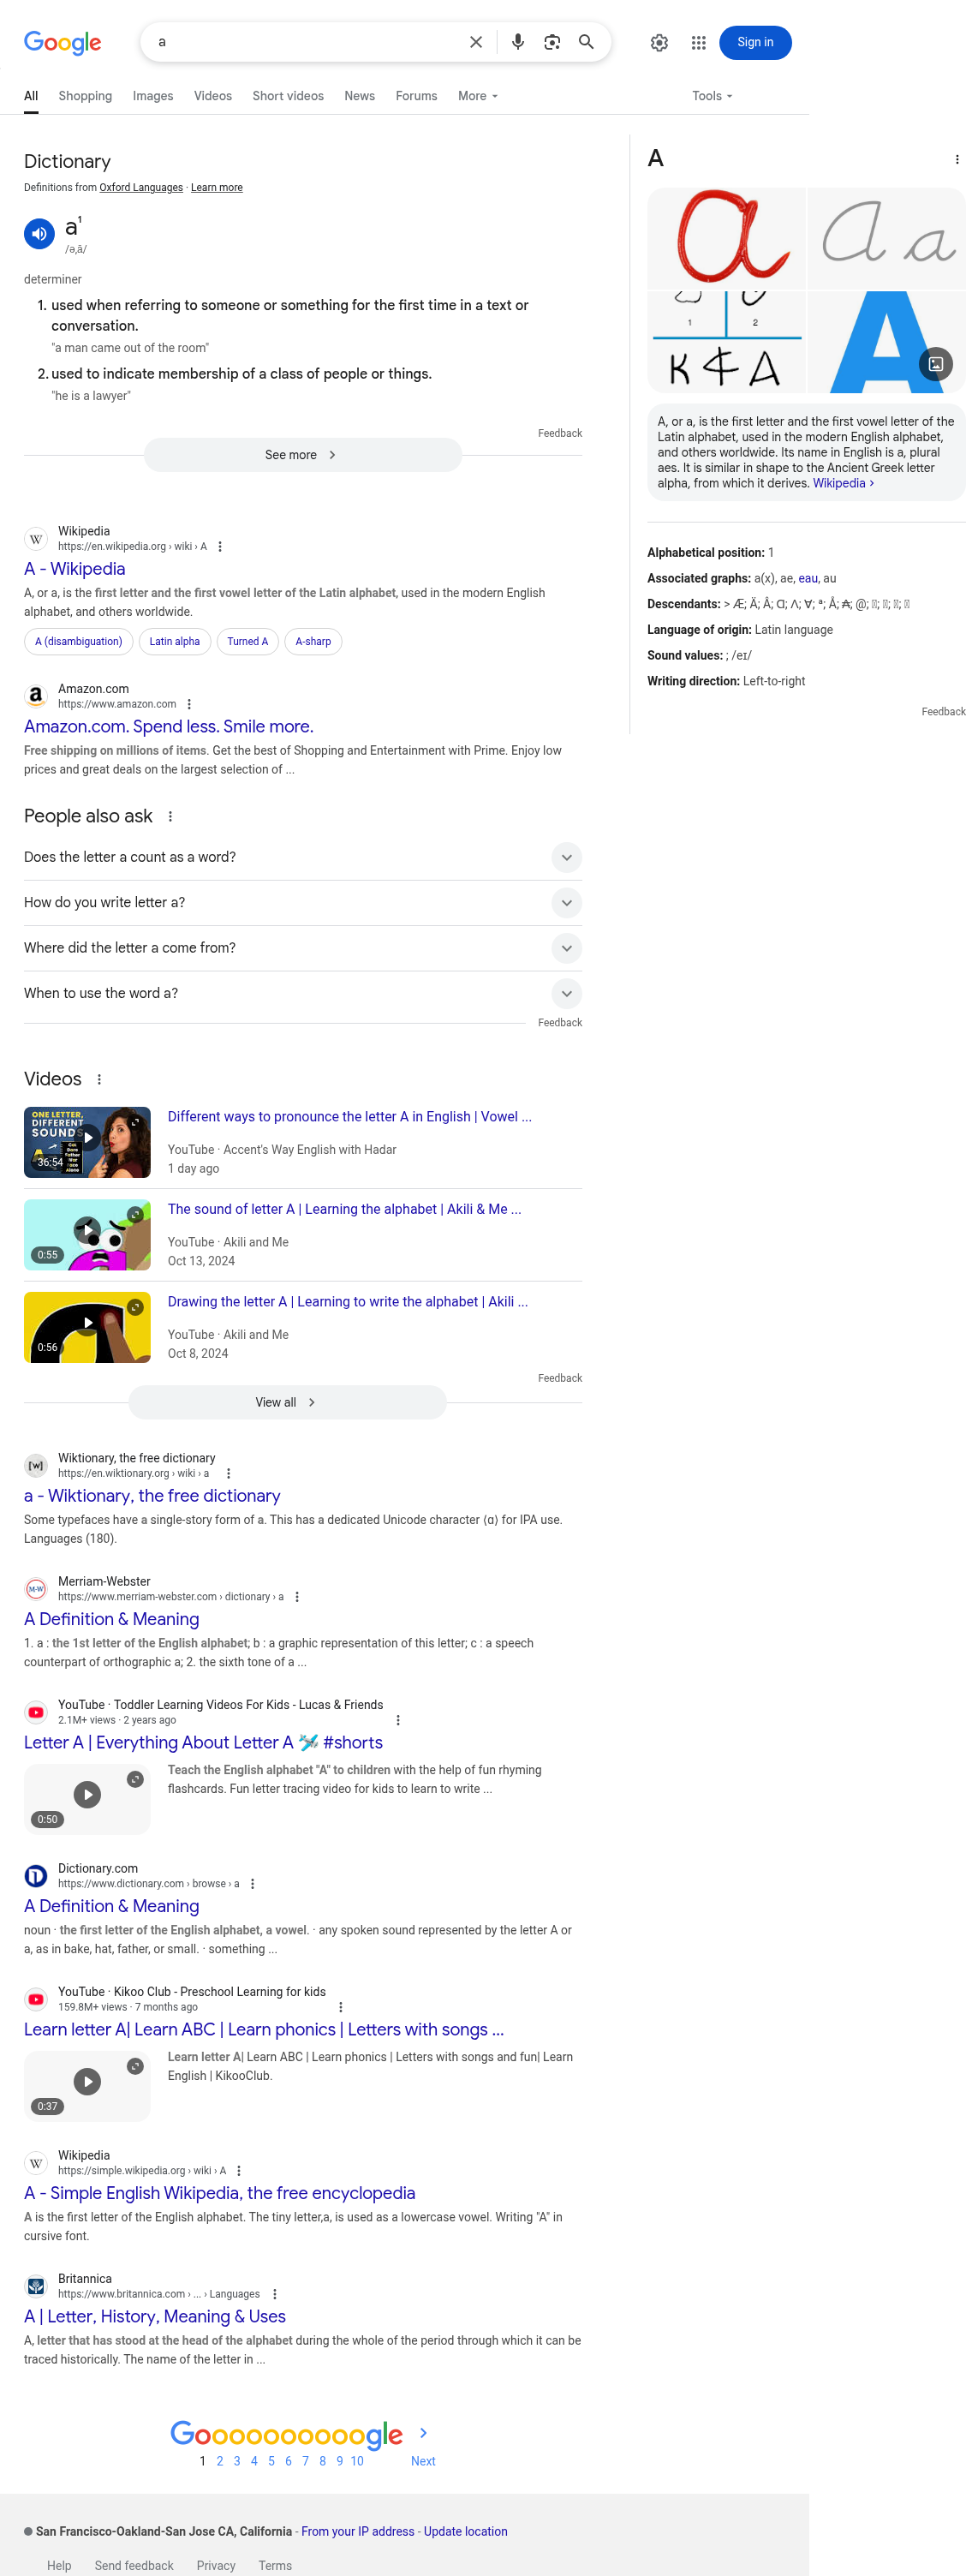 Google
a
Sign in
All Shopping Images Videos Short videos News Forums More Tools
Dictionary
Definitions from Oxford Languages · Learn more
a¹
/ə,ā/
determiner
1. used when referring to someone or something for the first time in a text or
conversation.
"a man came out of the room"
2. used to indicate membership of a class of people or things.
"he is a lawyer"
Feedback
See more
Wikipedia
https://en.wikipedia.org › wiki › A
A - Wikipedia
A, or a, is the first letter and the first vowel letter of the Latin alphabet, used in the modern English
alphabet, and others worldwide.
A (disambiguation) Latin alpha Turned A A-sharp
Amazon.com
https://www.amazon.com
Amazon.com. Spend less. Smile more.
Free shipping on millions of items. Get the best of Shopping and Entertainment with Prime. Enjoy low
prices and great deals on the largest selection of ...
People also ask
Does the letter a count as a word?
How do you write letter a?
Where did the letter a come from?
When to use the word a?
Feedback
Videos
ONE LETTER,
DIFFERENT
SOUNDS
36:54
Different ways to pronounce the letter A in English | Vowel ...
YouTube · Accent's Way English with Hadar
1 day ago
0:55
The sound of letter A | Learning the alphabet | Akili & Me ...
YouTube · Akili and Me
Oct 13, 2024
0:56
Drawing the letter A | Learning to write the alphabet | Akili ...
YouTube · Akili and Me
Oct 8, 2024
Feedback
View all
Wiktionary, the free dictionary
https://en.wiktionary.org › wiki › a
a - Wiktionary, the free dictionary
Some typefaces have a single-story form of a. This has a dedicated Unicode character ⟨ɑ⟩ for IPA use.
Languages (180).
Merriam-Webster
https://www.merriam-webster.com › dictionary › a
A Definition & Meaning
1. a : the 1st letter of the English alphabet; b : a graphic representation of this letter; c : a speech
counterpart of orthographic a; 2. the sixth tone of a ...
YouTube · Toddler Learning Videos For Kids - Lucas & Friends
2.1M+ views · 2 years ago
Letter A | Everything About Letter A 🛩️ #shorts
0:50
Teach the English alphabet "A" to children with the help of fun rhyming
flashcards. Fun letter tracing video for kids to learn to write ...
Dictionary.com
https://www.dictionary.com › browse › a
A Definition & Meaning
noun · the first letter of the English alphabet, a vowel. · any spoken sound represented by the letter A or
a, as in bake, hat, father, or small. · something ...
YouTube · Kikoo Club - Preschool Learning for kids
159.8M+ views · 7 months ago
Learn letter A| Learn ABC | Learn phonics | Letters with songs ...
0:37
Learn letter A| Learn ABC | Learn phonics | Letters with songs and fun| Learn
English | KikooClub.
Wikipedia
https://simple.wikipedia.org › wiki › A
A - Simple English Wikipedia, the free encyclopedia
A is the first letter of the English alphabet. The tiny letter,a, is used as a lowercase vowel. Writing "A" in
cursive font.
Britannica
https://www.britannica.com › ... › Languages
A | Letter, History, Meaning & Uses
A, letter that has stood at the head of the alphabet during the whole of the period through which it can be
traced historically. The name of the letter in ...
A
a
A a
1 2
A
A, or a, is the first letter and the first vowel letter of the
Latin alphabet, used in the modern English alphabet,
and others worldwide. Its name in English is a, plural
aes. It is similar in shape to the Ancient Greek letter
alpha, from which it derives. Wikipedia ›
Alphabetical position: 1
Associated graphs: a(x), ae, eau, au
Descendants: > Æ; Ä; Â; Ɑ; Λ; Ɐ; ª; Å; ₳; @;
Language of origin: Latin language
Sound values: ; /eɪ/
Writing direction: Left-to-right
Feedback
Goooooooooogle
1 2 3 4 5 6 7 8 9 10 Next
San Francisco-Oakland-San Jose CA, California - From your IP address - Update location
Help Send feedback Privacy Terms